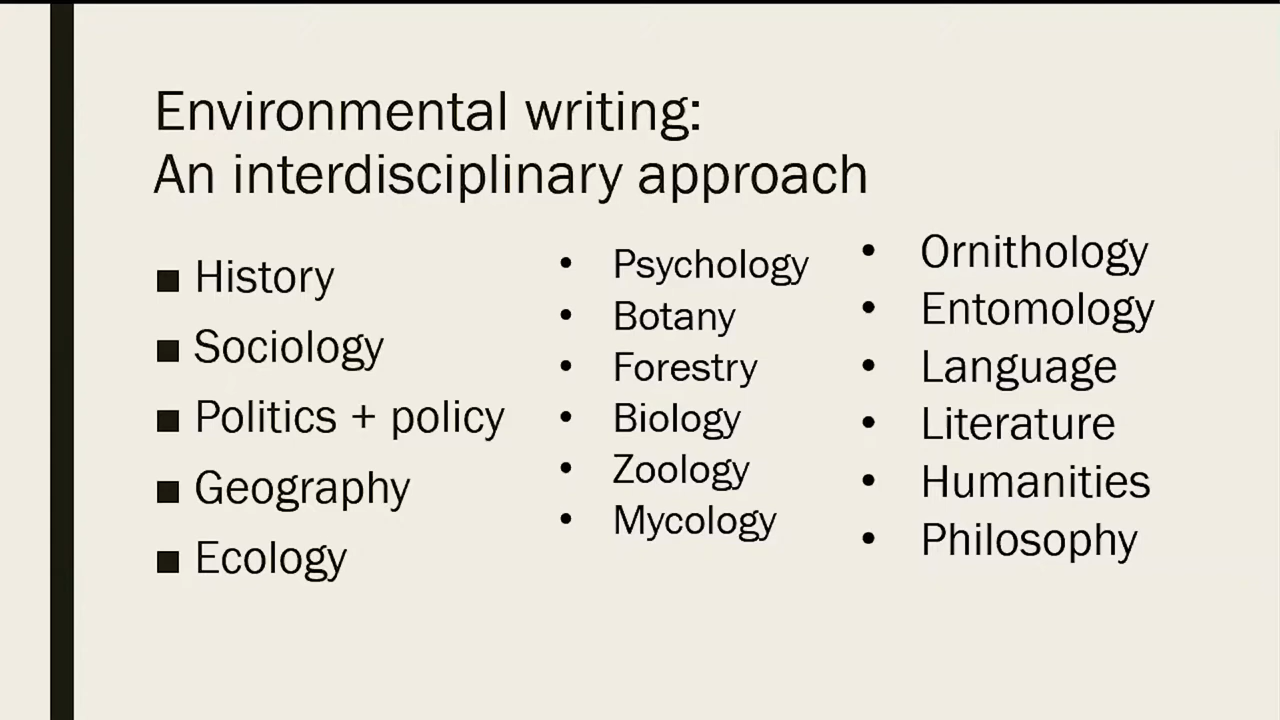 Environmental writing:
An interdisciplinary approach
■ History
■ Sociology
■ Politics + policy
■ Geography
■ Ecology
• Psychology
• Botany
• Forestry
• Biology
• Zoology
• Mycology
• Ornithology
• Entomology
• Language
• Literature
• Humanities
• Philosophy